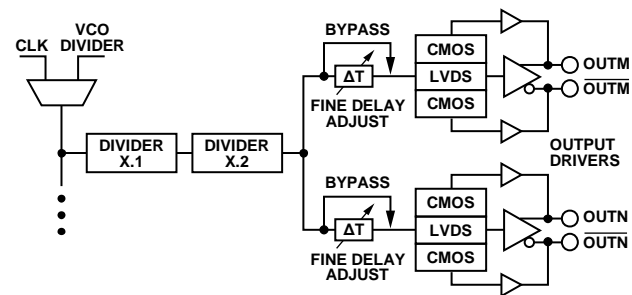 CLK
VCO
DIVIDER
DIVIDER
X.1
DIVIDER
X.2
BYPASS
ΔT
FINE DELAY
ADJUST
CMOS
LVDS
CMOS
OUTM
OUTM
OUTPUT
DRIVERS
BYPASS
ΔT
FINE DELAY
ADJUST
CMOS
LVDS
CMOS
OUTN
OUTN